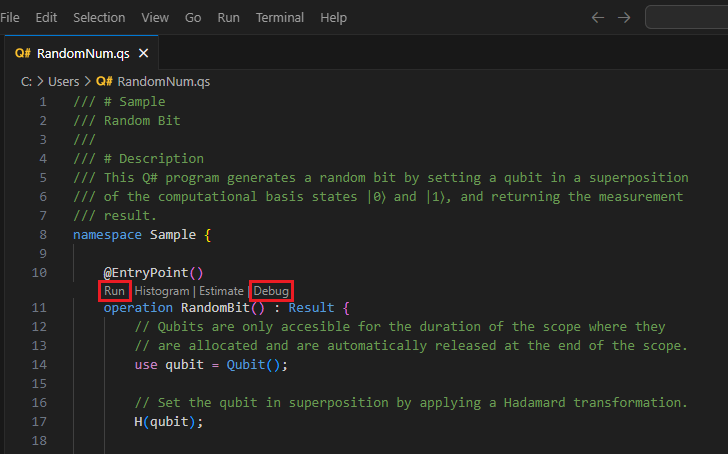 File Edit Selection View Go Run Terminal Help
Q# RandomNum.qs
C: > Users > Q# RandomNum.qs
1 /// # Sample
2 /// Random Bit
3 ///
4 /// # Description
5 /// This Q# program generates a random bit by setting a qubit in a superposition
6 /// of the computational basis states |0⟩ and |1⟩, and returning the measurement
7 /// result.
8 namespace Sample {
9
10 @EntryPoint()
Run | Histogram | Estimate | Debug
11 operation RandomBit() : Result {
12 // Qubits are only accesible for the duration of the scope where they
13 // are allocated and are automatically released at the end of the scope.
14 use qubit = Qubit();
15
16 // Set the qubit in superposition by applying a Hadamard transformation.
17 H(qubit);
18